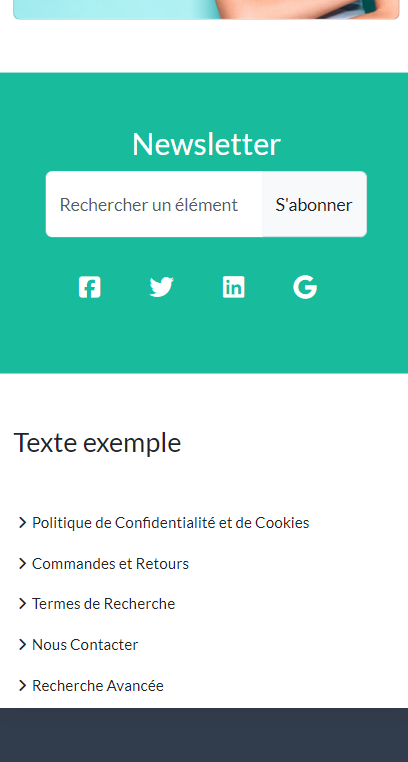 Newsletter
Rechercher un élément
S'abonner
Texte exemple
Politique de Confidentialité et de Cookies
Commandes et Retours
Termes de Recherche
Nous Contacter
Recherche Avancée